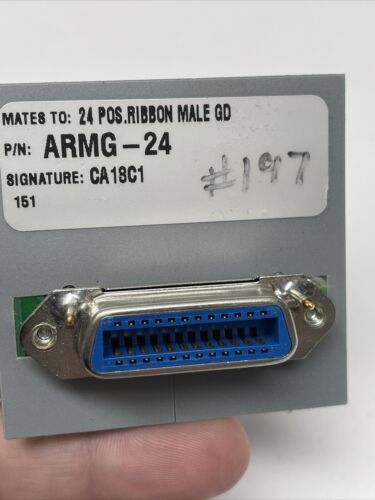 MATES TO: 24 POS.RIBBON MALE GD
P/N: ARMG-24
SIGNATURE: CA18C1
#197
151